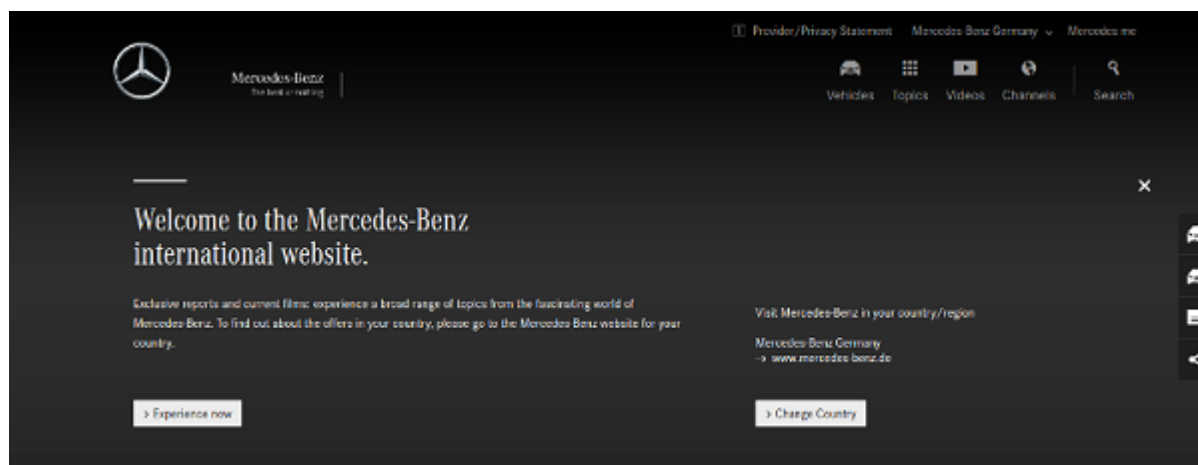 Provider/Privacy Statement Mercedes-Benz Germany Mercedes me
Mercedes-Benz
The best or nothing
Vehicles Topics Videos Channels Search
Welcome to the Mercedes-Benz
international website.
Exclusive reports and current films: experience a broad range of topics from the fascinating world of
Mercedes-Benz. To find out about the offers in your country, please go to the Mercedes-Benz website for your
country.
Visit Mercedes-Benz in your country/region
Mercedes-Benz Germany
→ www.mercedes-benz.de
> Experience now
> Change Country